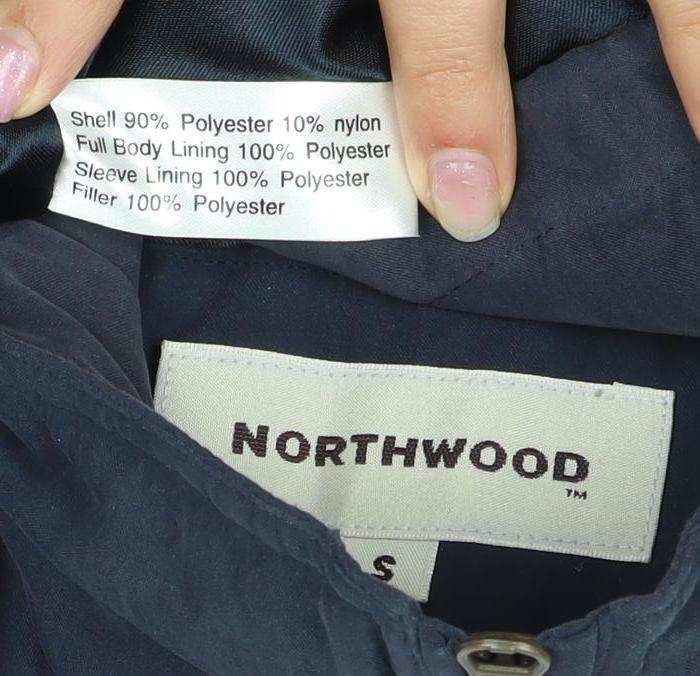 Shell 90% Polyester 10% nylon
Full Body Lining 100% Polyester
Sleeve Lining 100% Polyester
Filler 100% Polyester
NORTHWOOD
TM
S